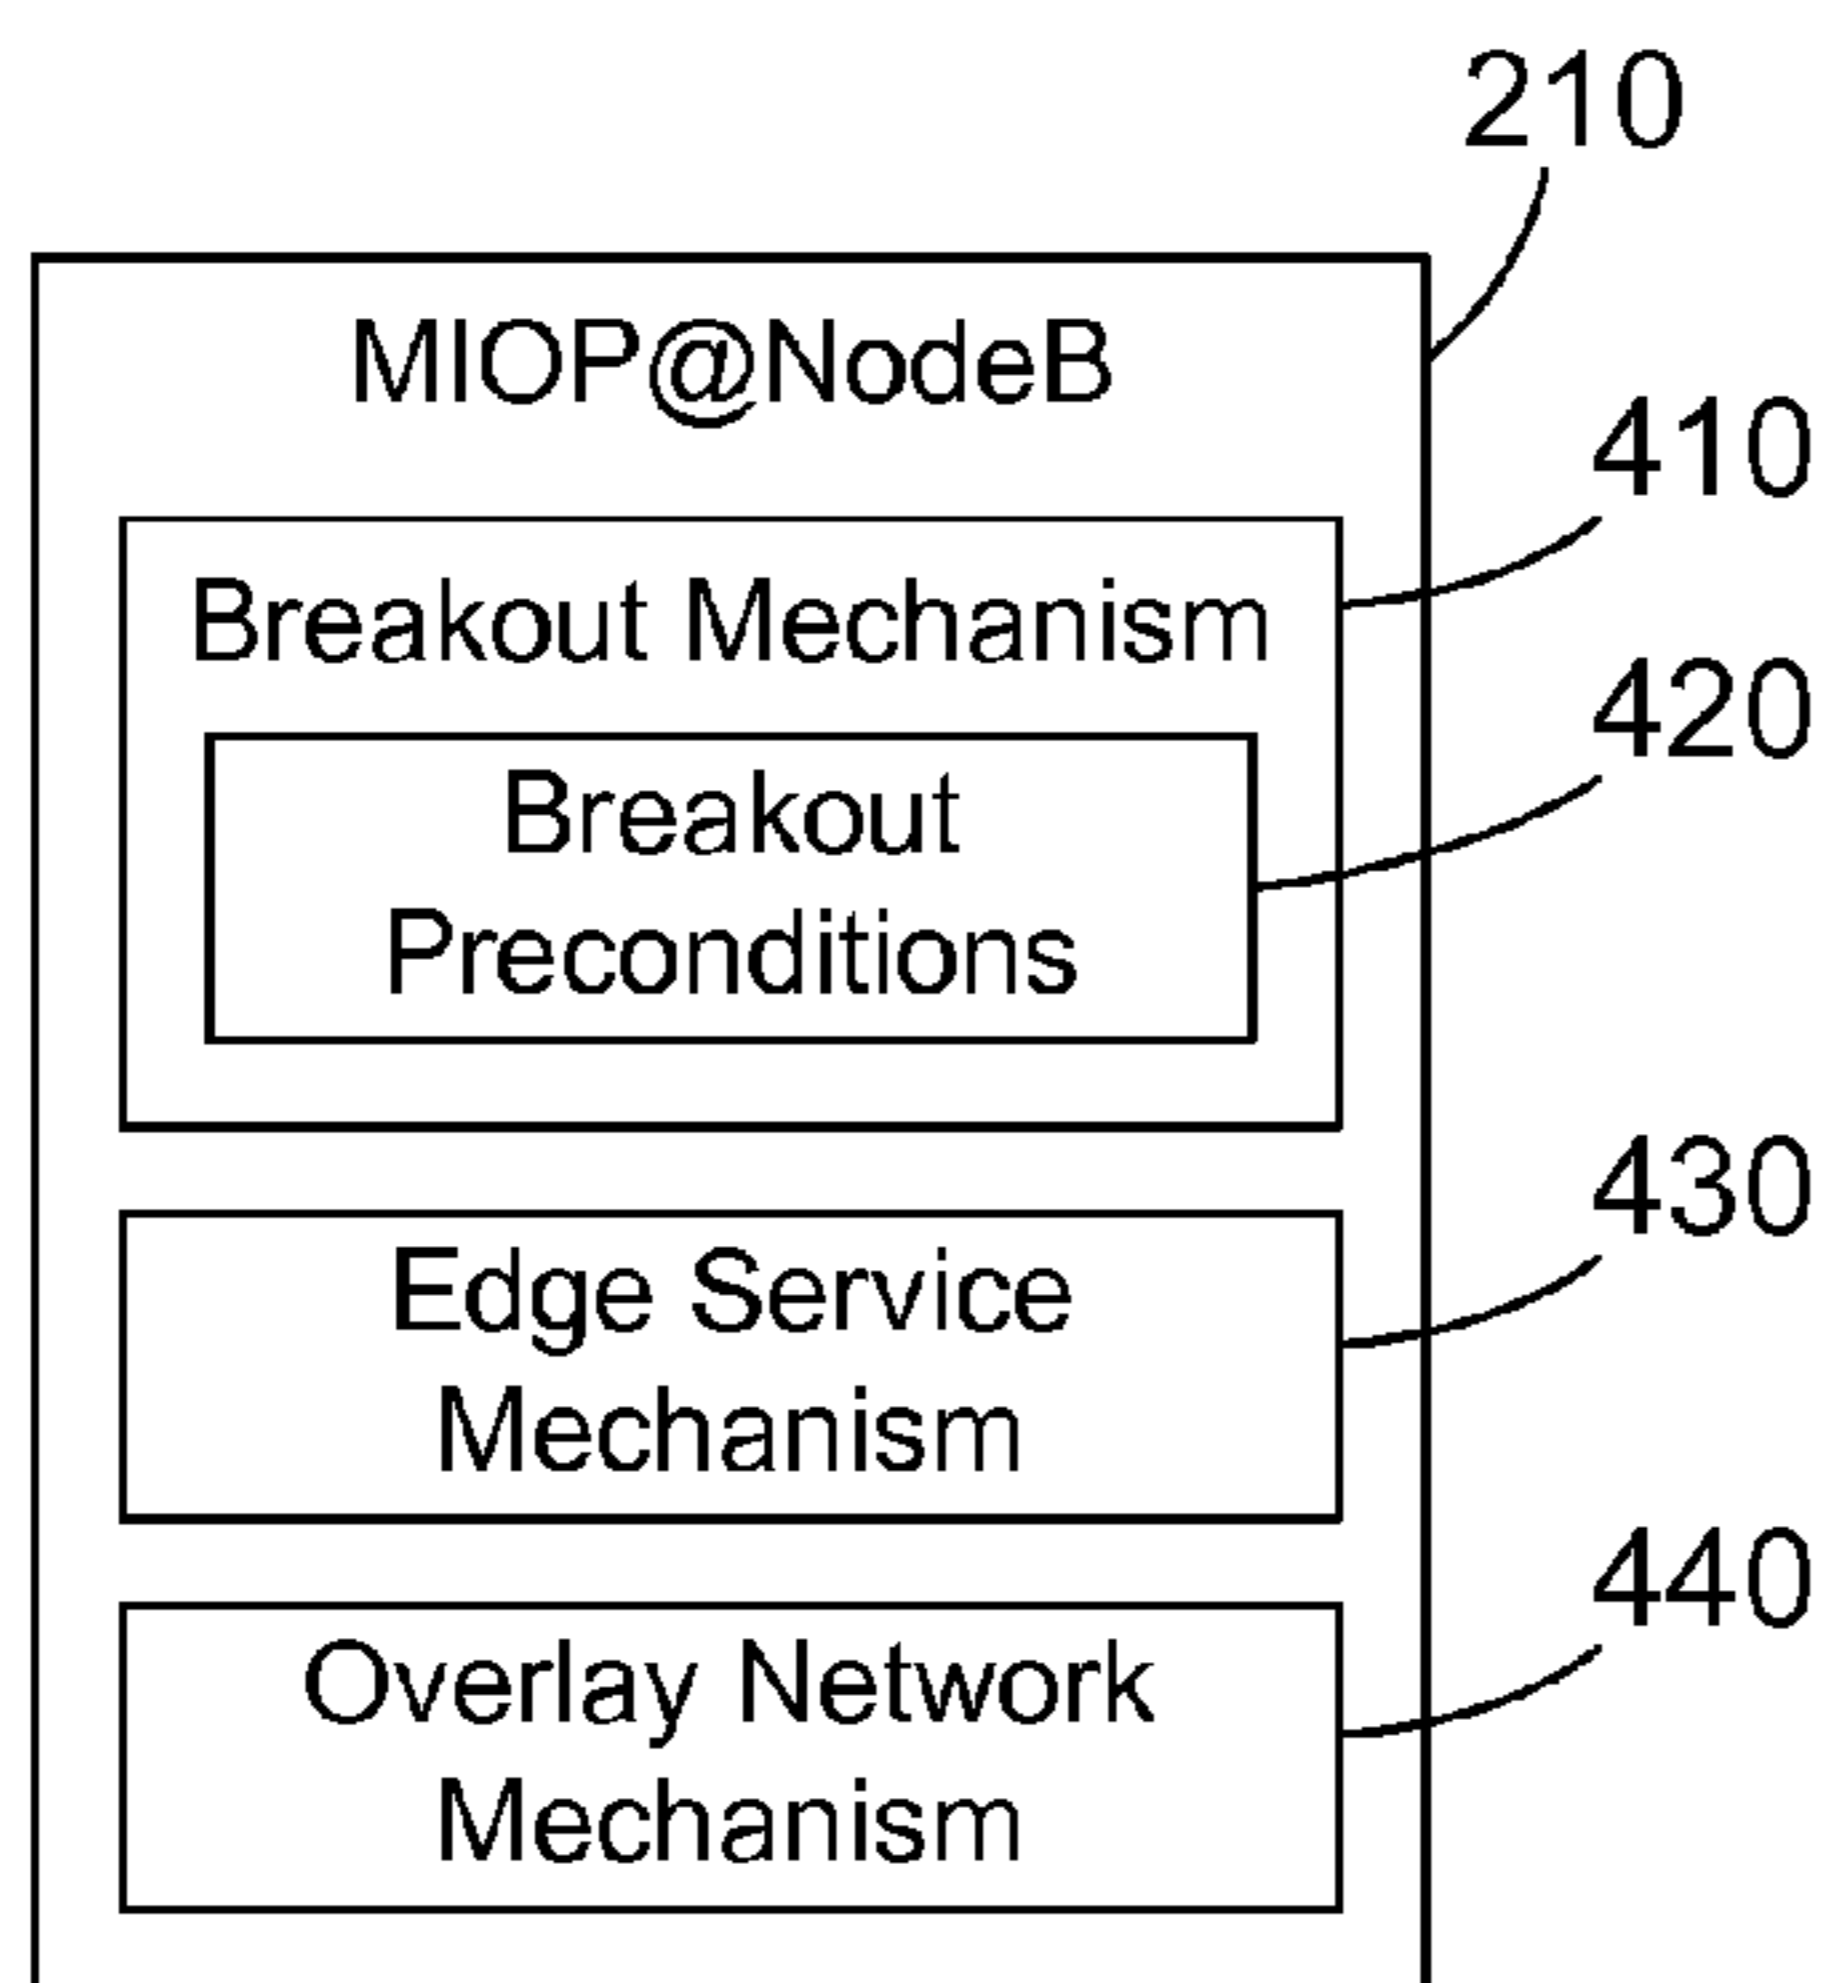 210
MIOP@NodeB
410
Breakout Mechanism
420
Breakout
Preconditions
430
Edge Service
Mechanism
440
Overlay Network
Mechanism